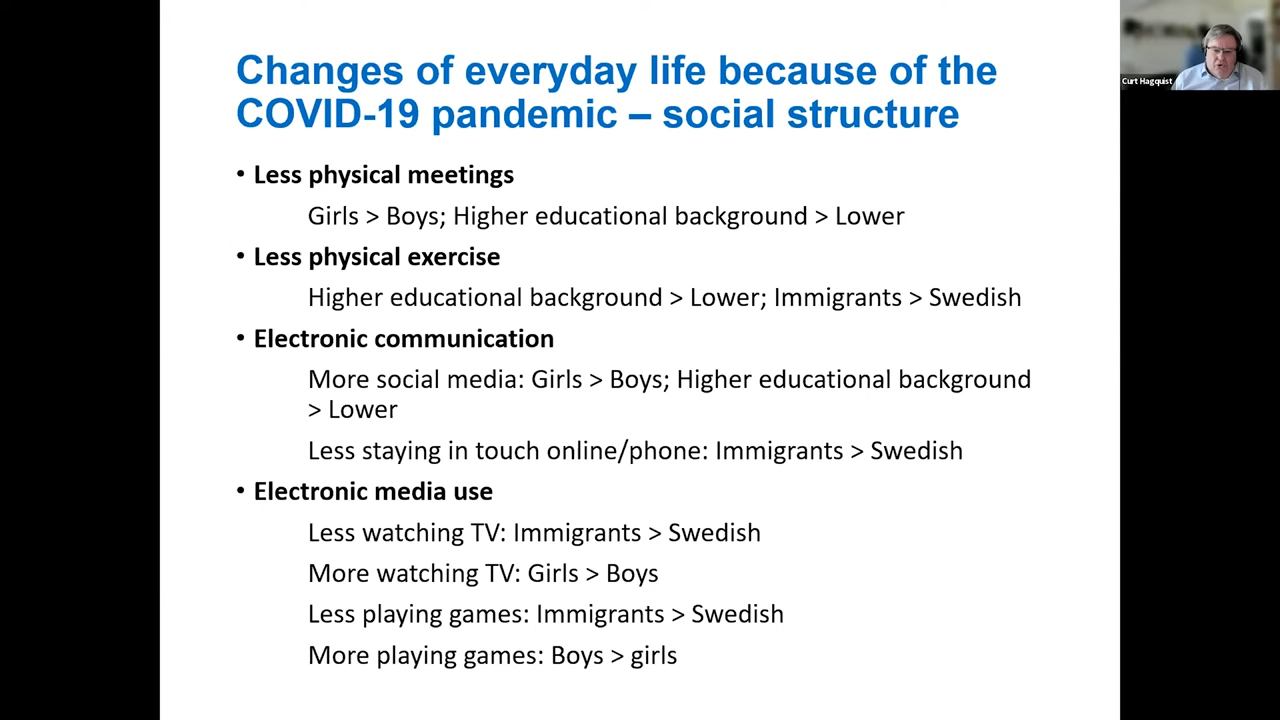 Changes of everyday life because of the
COVID-19 pandemic – social structure
• Less physical meetings
Girls > Boys; Higher educational background > Lower
• Less physical exercise
Higher educational background > Lower; Immigrants > Swedish
• Electronic communication
More social media: Girls > Boys; Higher educational background
> Lower
Less staying in touch online/phone: Immigrants > Swedish
• Electronic media use
Less watching TV: Immigrants > Swedish
More watching TV: Girls > Boys
Less playing games: Immigrants > Swedish
More playing games: Boys > girls
Curt Hagquist